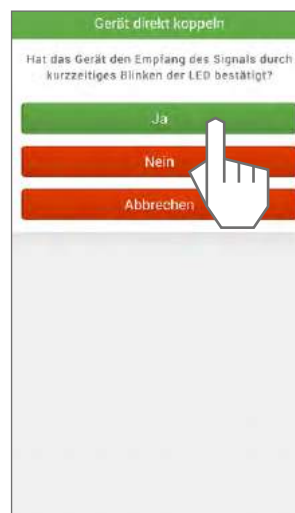 Gerät direkt koppeln
Hat das Gerät den Empfang des Signals durch
kurzzeitiges Blinken der LED bestätigt?
Ja
Nein
Abbrechen